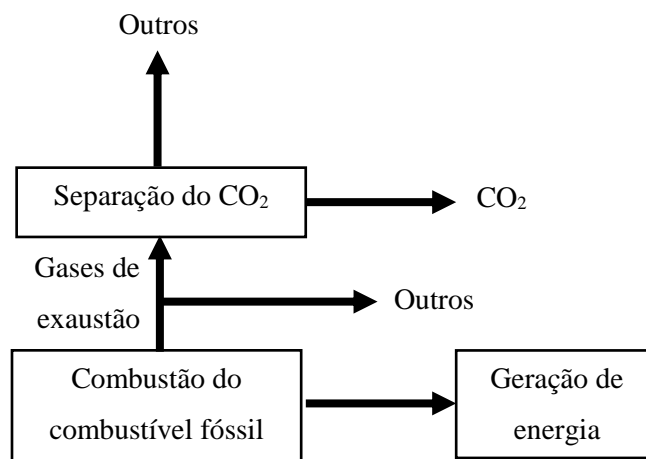 Outros
Separação do CO₂
CO₂
Gases de
exaustão
Outros
Combustão do
combustível fóssil
Geração de
energia